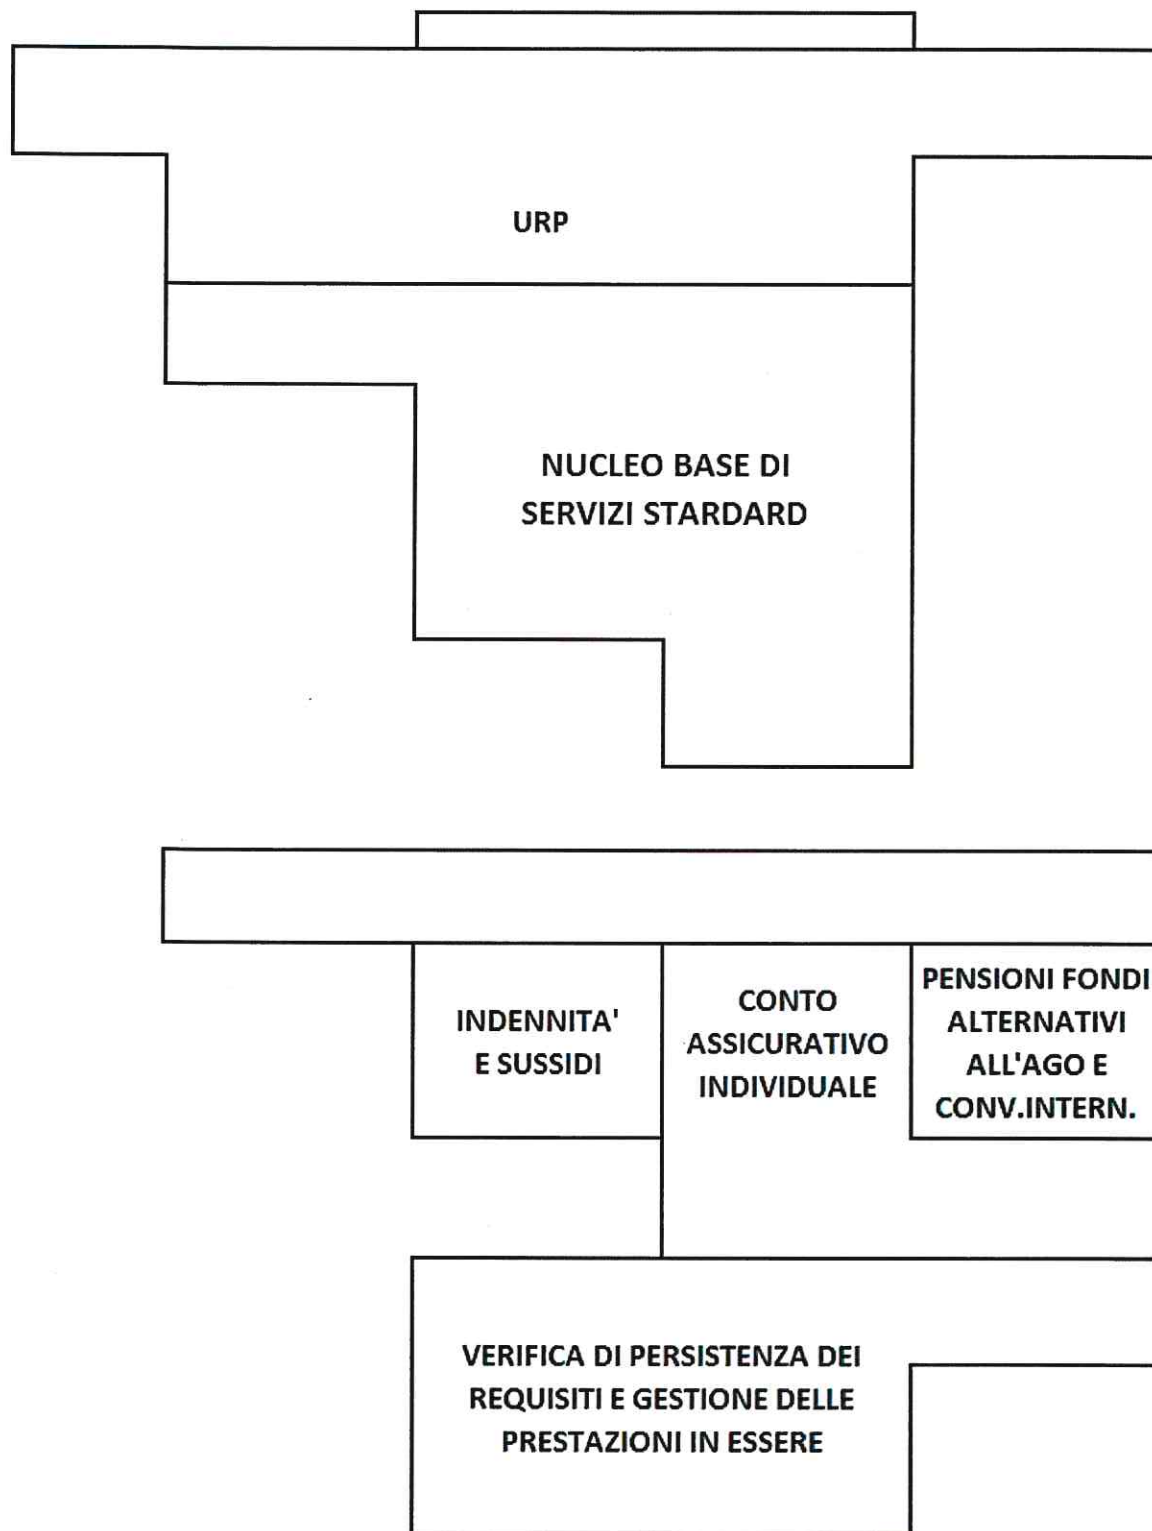 URP
NUCLEO BASE DI
SERVIZI STARDARD
INDENNITA'
E SUSSIDI
CONTO
ASSICURATIVO
INDIVIDUALE
PENSIONI FONDI
ALTERNATIVI
ALL'AGO E
CONV.INTERN.
VERIFICA DI PERSISTENZA DEI
REQUISITI E GESTIONE DELLE
PRESTAZIONI IN ESSERE